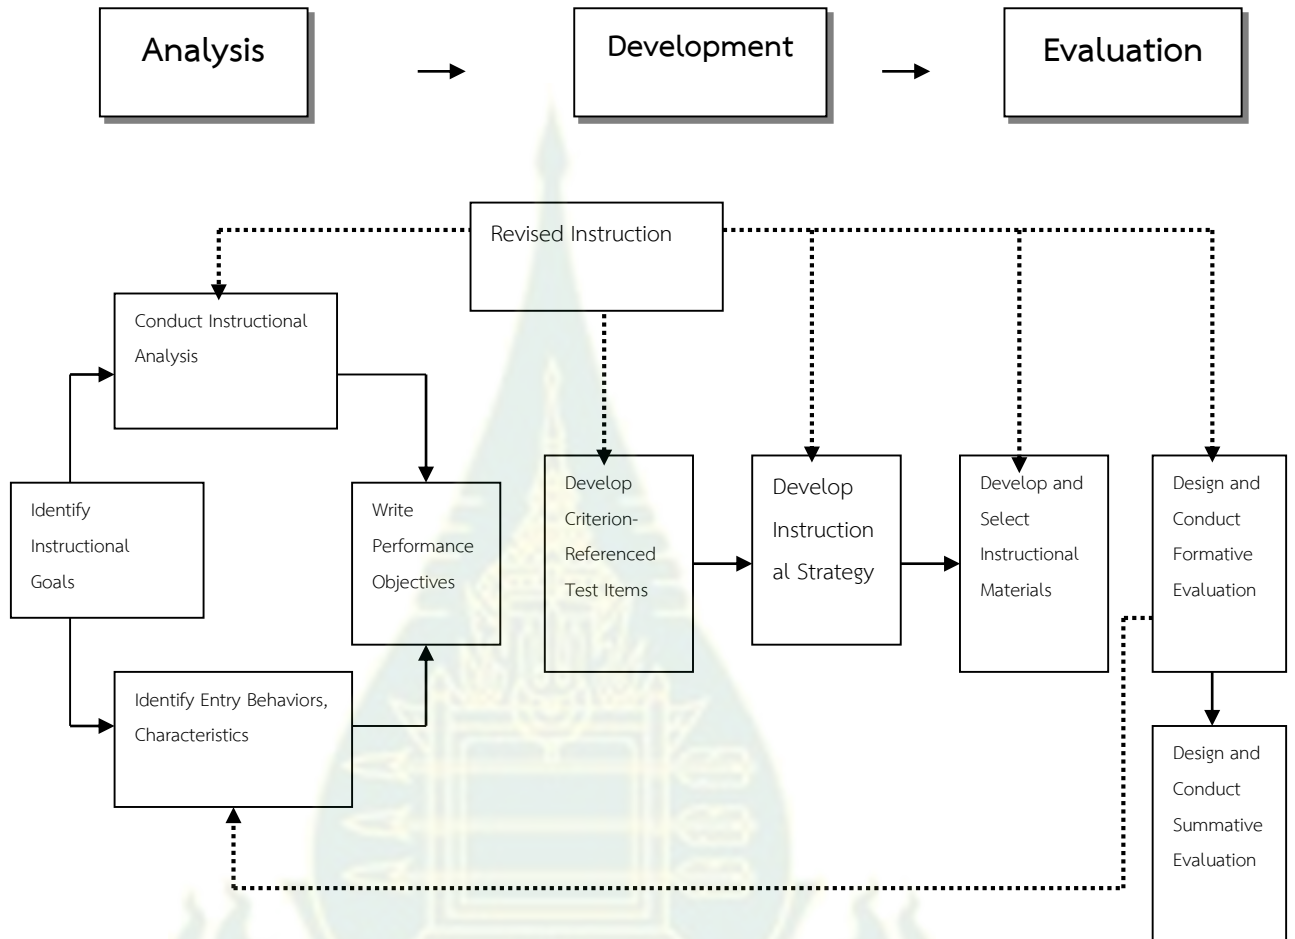 Analysis
Development
Evaluation
Revised Instruction
Conduct Instructional
Analysis
Identify
Instructional
Goals
Write
Performance
Objectives
Identify Entry Behaviors,
Characteristics
Develop
Criterion-
Referenced
Test Items
Develop
Instruction
al Strategy
Develop and
Select
Instructional
Materials
Design and
Conduct
Formative
Evaluation
Design and
Conduct
Summative
Evaluation